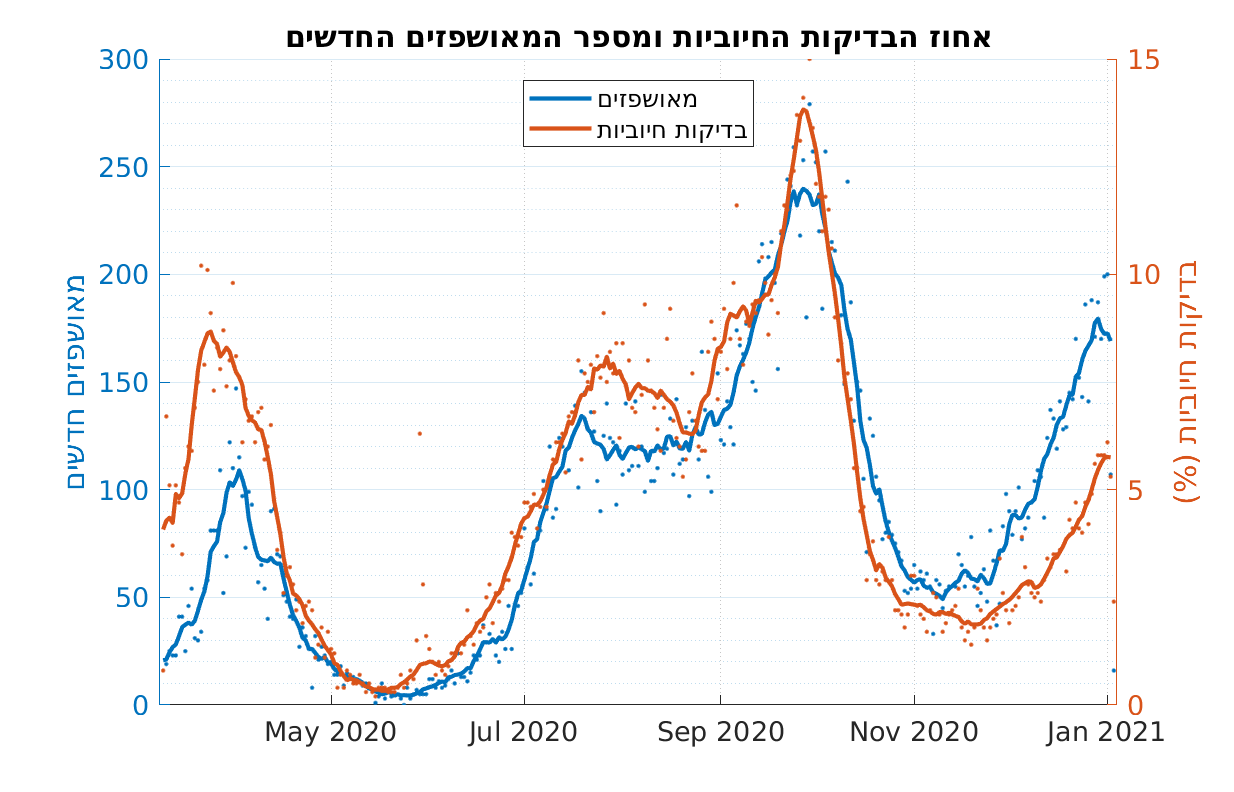 אחוז הבדיקות החיוביות ומספר המאושפזים החדשים
מאושפזים
בדיקות חיוביות
300
250
200
150
100
50
0
מאושפזים חדשים
15
10
5
0
בדיקות חיוביות (%)
May 2020
Jul 2020
Sep 2020
Nov 2020
Jan 2021